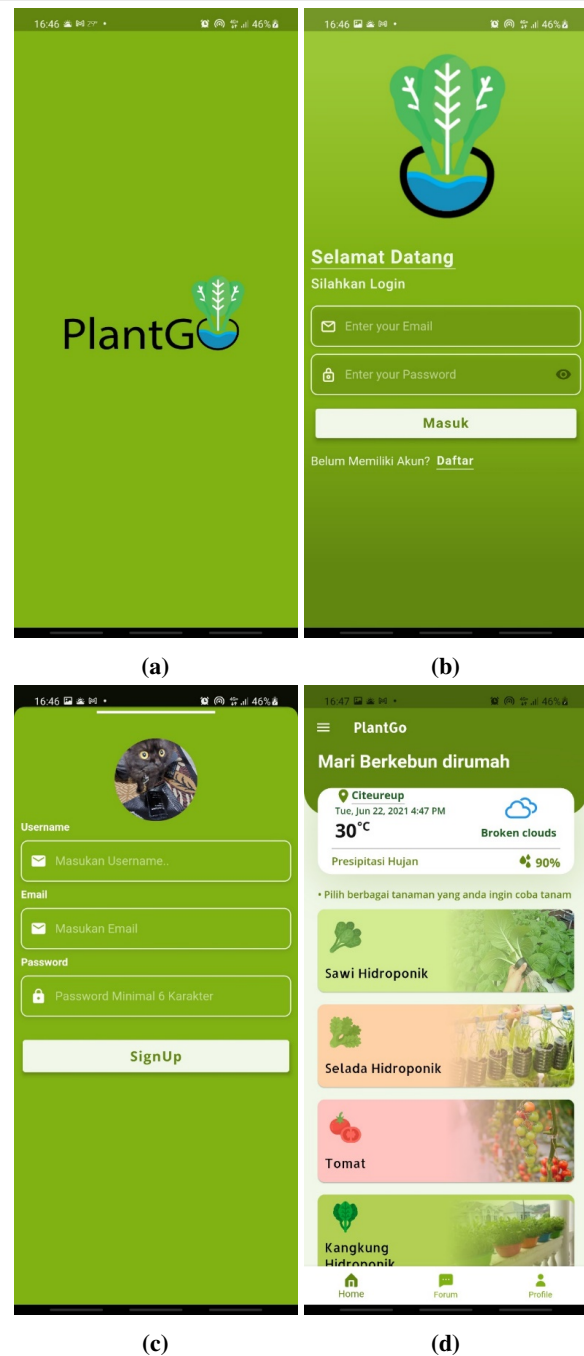 16:46
46%
PlantGO
(a)
16:46
46%
Selamat Datang
Silahkan Login
Enter your Email
Enter your Password
Masuk
Belum Memiliki Akun? Daftar
(b)
16:46
46%
Username
Masukan Username..
Email
Masukan Email
Password
Password Minimal 6 Karakter
SignUp
(c)
16:47
46%
PlantGo
Mari Berkebun dirumah
Citeureup
Tue, Jun 22, 2021 4:47 PM
30°C
Broken clouds
Presipitasi Hujan
90%
• Pilih berbagai tanaman yang anda ingin coba tanam
Sawi Hidroponik
Selada Hidroponik
Tomat
Kangkung
Hidroponik
Home
Forum
Profile
(d)